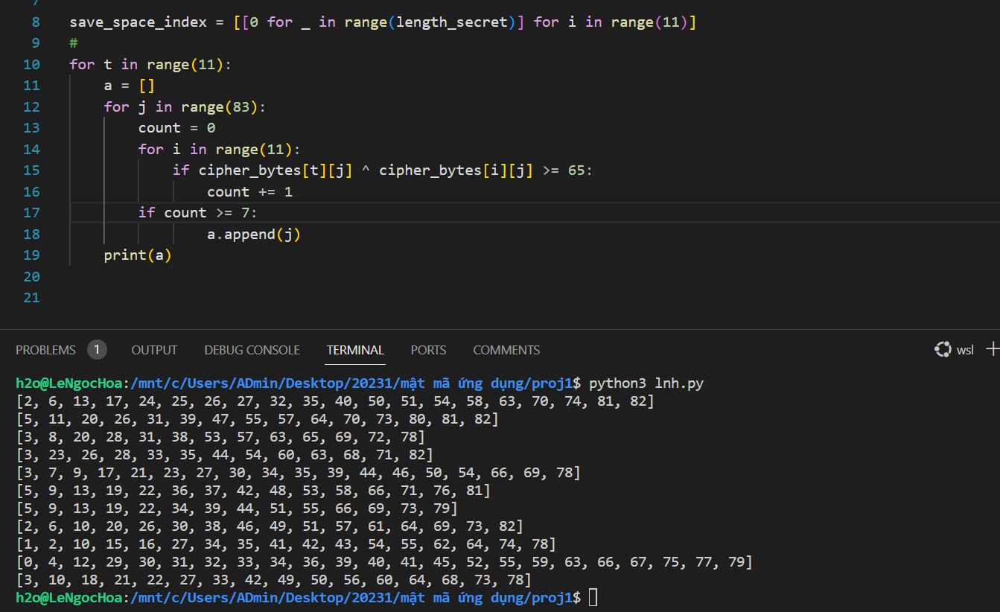 7
8 save_space_index = [[0 for _ in range(length_secret)] for i in range(11)]
9 #
10 for t in range(11):
11     a = []
12     for j in range(83):
13         count = 0
14         for i in range(11):
15             if cipher_bytes[t][j] ^ cipher_bytes[i][j] >= 65:
16                 count += 1
17         if count >= 7:
18                 a.append(j)
19     print(a)
20
21
PROBLEMS 1 OUTPUT DEBUG CONSOLE TERMINAL PORTS COMMENTS wsl +
h2o@LeNgocHoa:/mnt/c/Users/ADmin/Desktop/20231/mật mã ứng dụng/proj1$ python3 lnh.py
[2, 6, 13, 17, 24, 25, 26, 27, 32, 35, 40, 50, 51, 54, 58, 63, 70, 74, 81, 82]
[5, 11, 20, 26, 31, 39, 47, 55, 57, 64, 70, 73, 80, 81, 82]
[3, 8, 20, 28, 31, 38, 53, 57, 63, 65, 69, 72, 78]
[3, 23, 26, 28, 33, 35, 44, 54, 60, 63, 68, 71, 82]
[3, 7, 9, 17, 21, 23, 27, 30, 34, 35, 39, 44, 46, 50, 54, 66, 69, 78]
[5, 9, 13, 19, 22, 36, 37, 42, 48, 53, 58, 66, 71, 76, 81]
[5, 9, 13, 19, 22, 34, 39, 44, 51, 55, 66, 69, 73, 79]
[2, 6, 10, 20, 26, 30, 38, 46, 49, 51, 57, 61, 64, 69, 73, 82]
[1, 2, 10, 15, 16, 27, 34, 35, 41, 42, 43, 54, 55, 62, 64, 74, 78]
[0, 4, 12, 29, 30, 31, 32, 33, 34, 36, 39, 40, 41, 45, 52, 55, 59, 63, 66, 67, 75, 77, 79]
[3, 10, 18, 21, 22, 27, 33, 42, 49, 50, 56, 60, 64, 68, 73, 78]
h2o@LeNgocHoa:/mnt/c/Users/ADmin/Desktop/20231/mật mã ứng dụng/proj1$